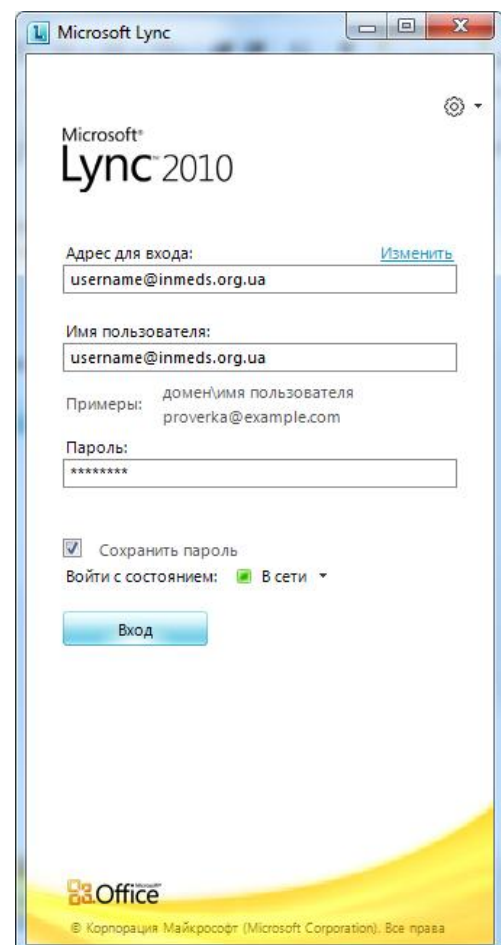 Microsoft Lync
Microsoft®
Lync™ 2010
Адрес для входа: Изменить
username@inmeds.org.ua
Имя пользователя:
username@inmeds.org.ua
Примеры: домен\имя пользователя
proverka@example.com
Пароль:
********
Сохранить пароль
Войти с состоянием: В сети
Вход
Microsoft®
Office
© Корпорация Майкрософт (Microsoft Corporation). Все права